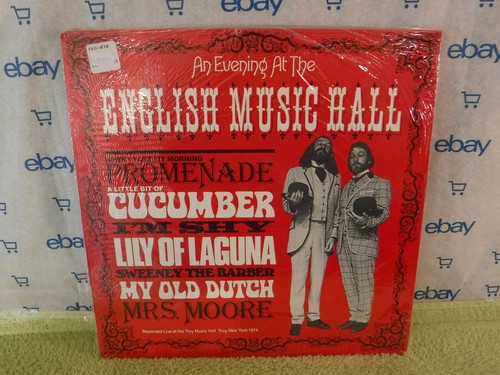 An Evening At The
ENGLISH MUSIC HALL
MORNING
PROMENADE
A LITTLE BIT OF
CUCUMBER
I'M SHY
LILY OF LAGUNA
SWEENEY THE BARBER
MY OLD DUTCH
MRS. MOORE
Recorded Live at the Troy Music Hall Troy, New York 1974
ebay
ebay
ebay
ebay
ebay
ebay
ebay
ebay